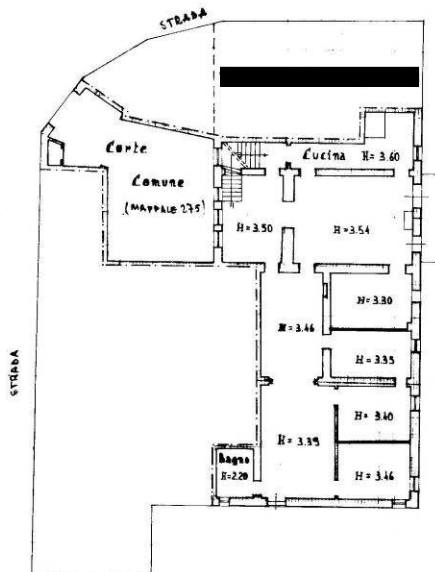 STRADA
Corte
Comune
(MAPPALE 275)
Cucina
H= 3.60
H= 3.50
H= 3.54
H= 3.30
H= 3.46
H= 3.35
STRADA
H= 3.40
H= 3.39
Bagno
H=2.20
H= 3.46